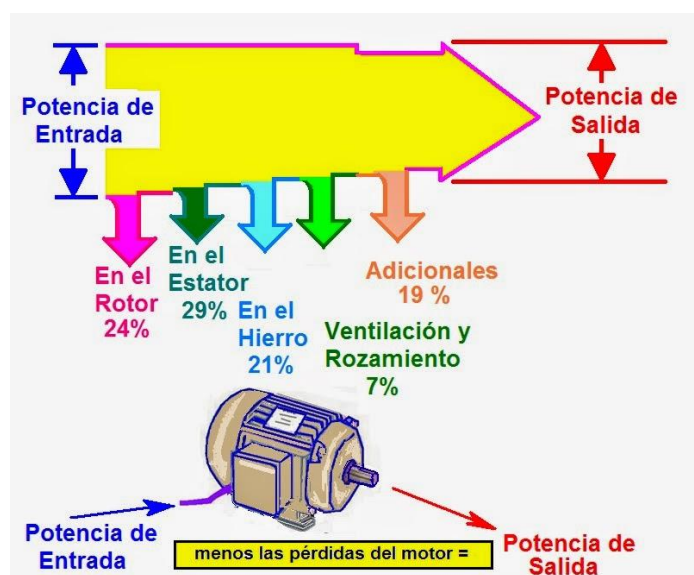 Potencia de
Entrada
Potencia de
Salida
En el
Rotor
24%
En el
Estator
29%
En el
Hierro
21%
Ventilación y
Rozamiento
7%
Adicionales
19 %
Potencia de
Entrada
menos las pérdidas del motor =
Potencia de
Salida